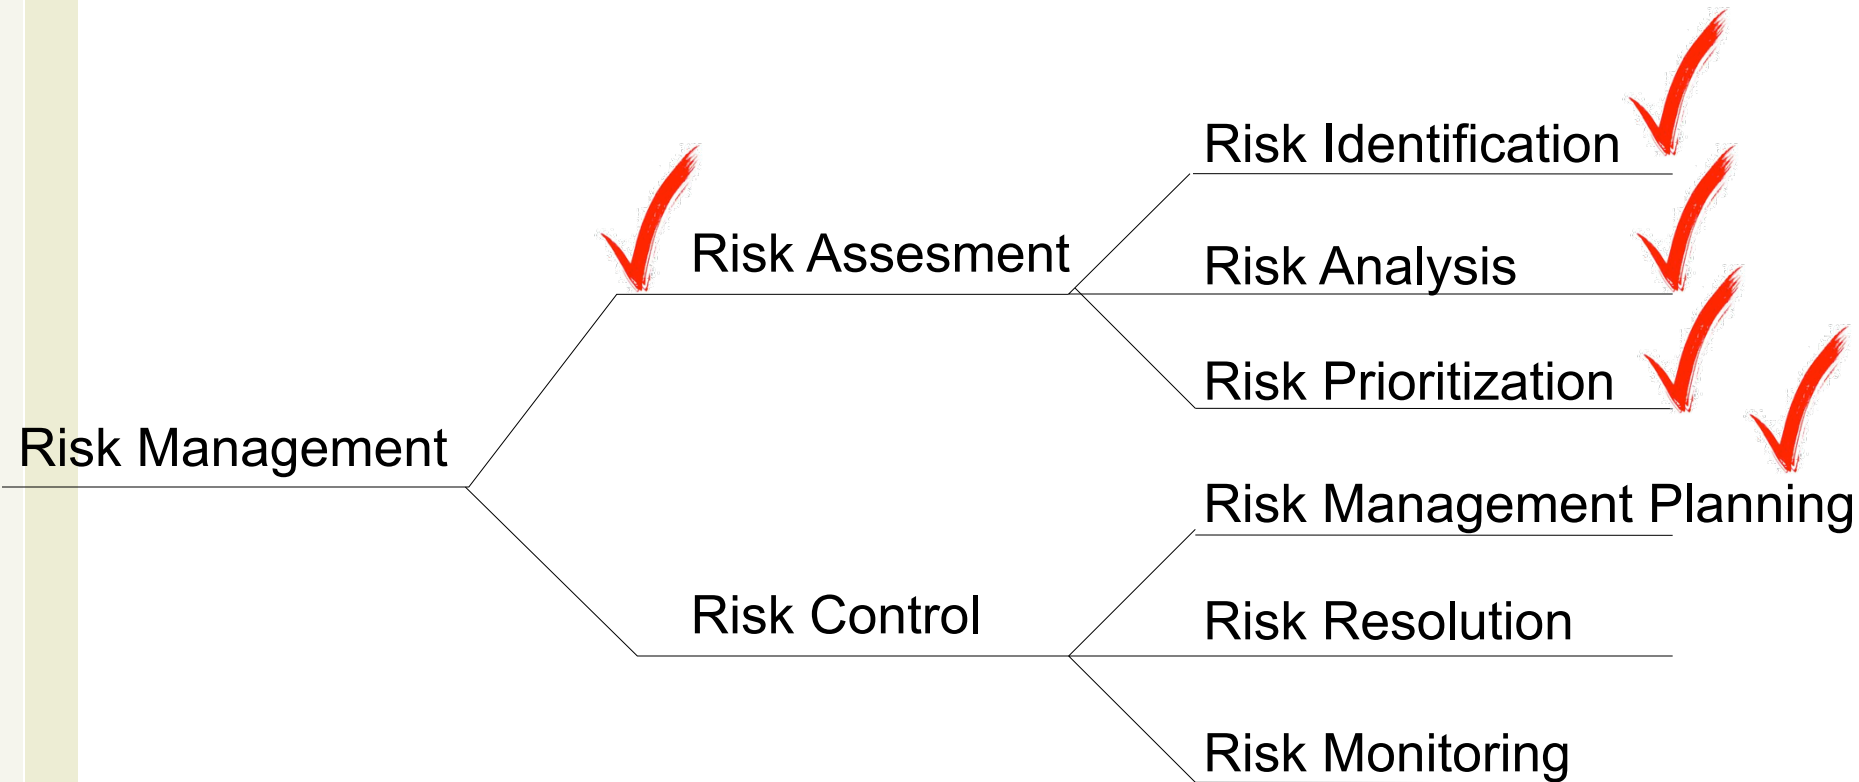 Risk Identification
Risk Assesment
Risk Analysis
Risk Prioritization
Risk Management
Risk Management Planning
Risk Control
Risk Resolution
Risk Monitoring